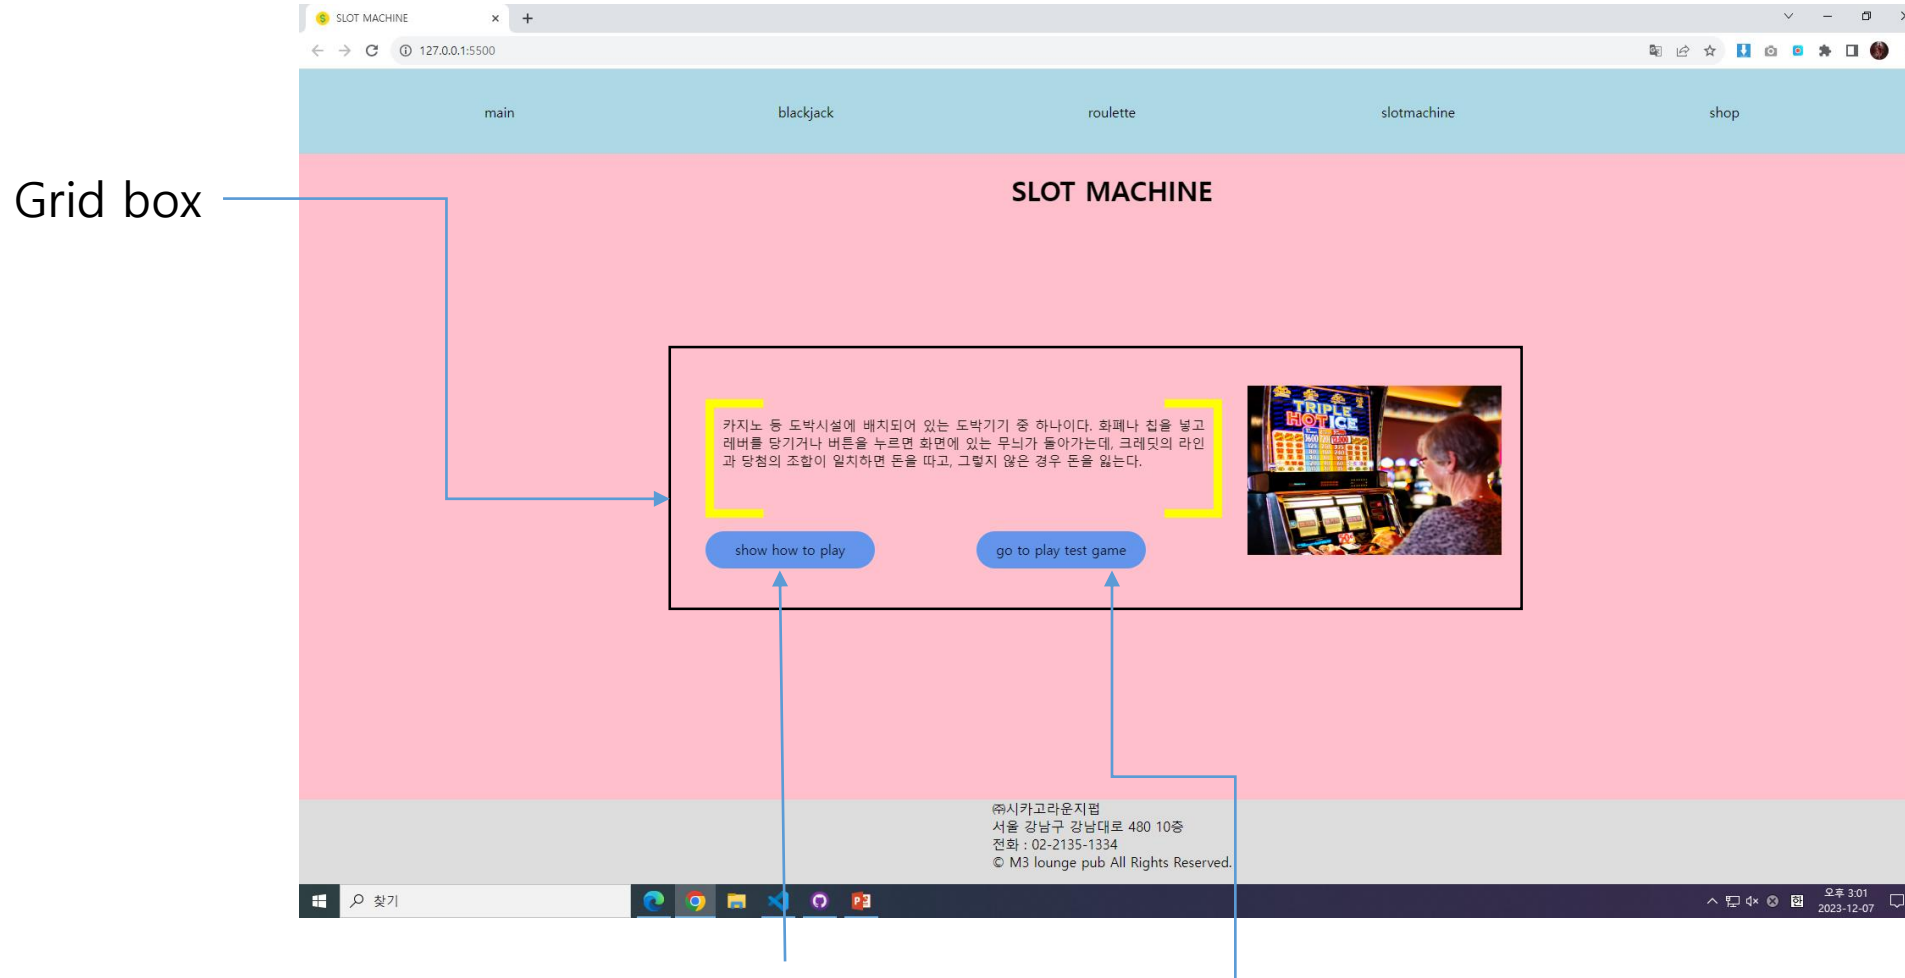 SLOT MACHINE
127.0.0.1:5500
main blackjack roulette slotmachine shop
Grid box
SLOT MACHINE
카지노 등 도박시설에 배치되어 있는 도박기기 중 하나이다. 화폐나 칩을 넣고
레버를 당기거나 버튼을 누르면 화면에 있는 무늬가 돌아가는데, 크레딧의 라인
과 당첨의 조합이 일치하면 돈을 따고, 그렇지 않은 경우 돈을 잃는다.
TRIPLE
HOT ICE
show how to play
go to play test game
㈜시카고라운지펍
서울 강남구 강남대로 480 10층
전화 : 02-2135-1334
© M3 lounge pub All Rights Reserved.
찾기
한
오후 3:01
2023-12-07